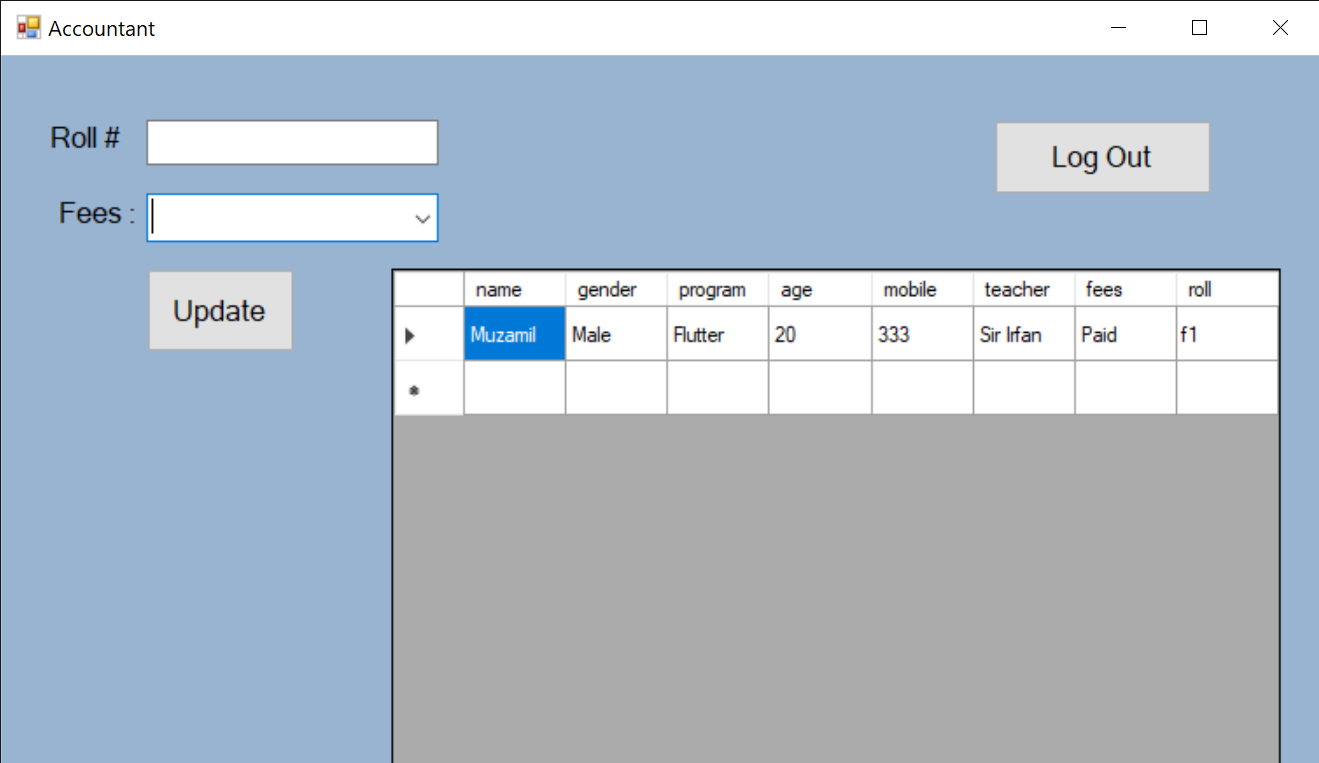 Accountant
Roll #
Log Out
Fees :
Update
name gender program age mobile teacher fees roll
Muzamil Male Flutter 20 333 Sir Irfan Paid f1